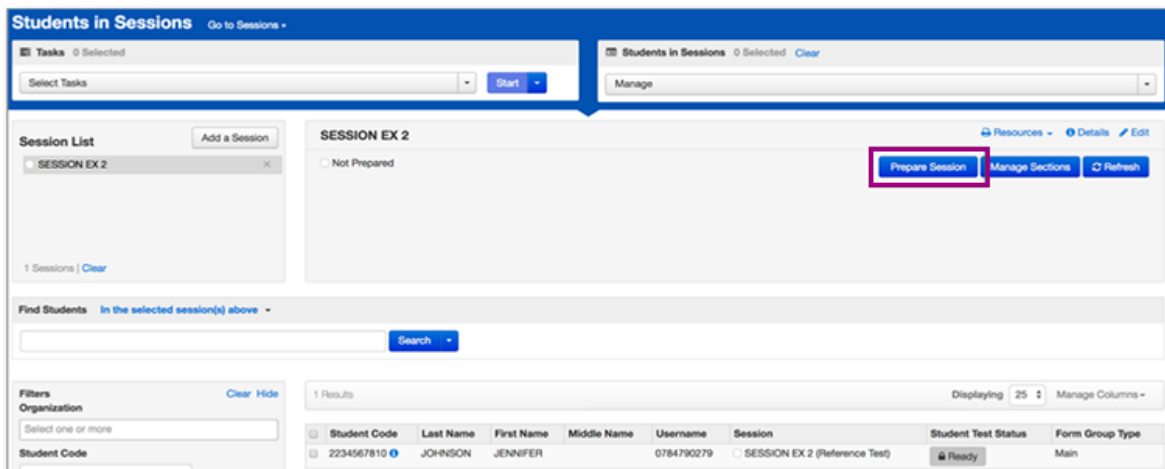 Students in Sessions Go to Sessions
Tasks 0 Selected
Select Tasks
Start
Students in Sessions 0 Selected Clear
Manage
Session List
Add a Session
SESSION EX 2
1 Sessions | Clear
SESSION EX 2
Resources Details Edit
Not Prepared
Prepare Session Manage Sections Refresh
Find Students In the selected session(s) above
Search
Filters Clear Hide
Organization
Select one or more
Student Code
1 Results Displaying 25 Manage Columns
Student Code Last Name First Name Middle Name Username Session Student Test Status Form Group Type
2234567810 JOHNSON JENNIFER 0784790279 SESSION EX 2 (Reference Test) Ready Main